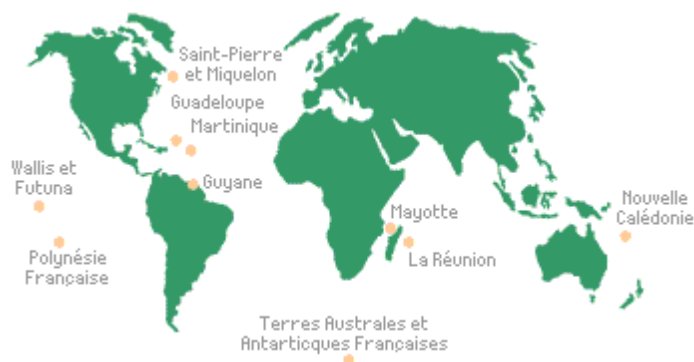 Saint-Pierre
et Miquelon
Guadeloupe
Martinique
Wallis et
Futuna
Guyane
Nouvelle
Calédonie
Mayotte
Polynésie
Française
La Réunion
Terres Australes et
Antarticques Françaises